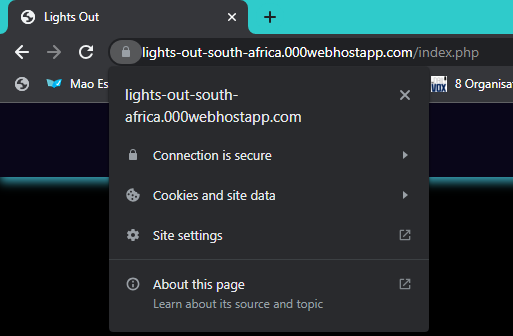 Lights Out
lights-out-south-africa.000webhostapp.com/index.php
Mao Es
8 Organisa
lights-out-south-
africa.000webhostapp.com
Connection is secure
Cookies and site data
Site settings
About this page
Learn about its source and topic